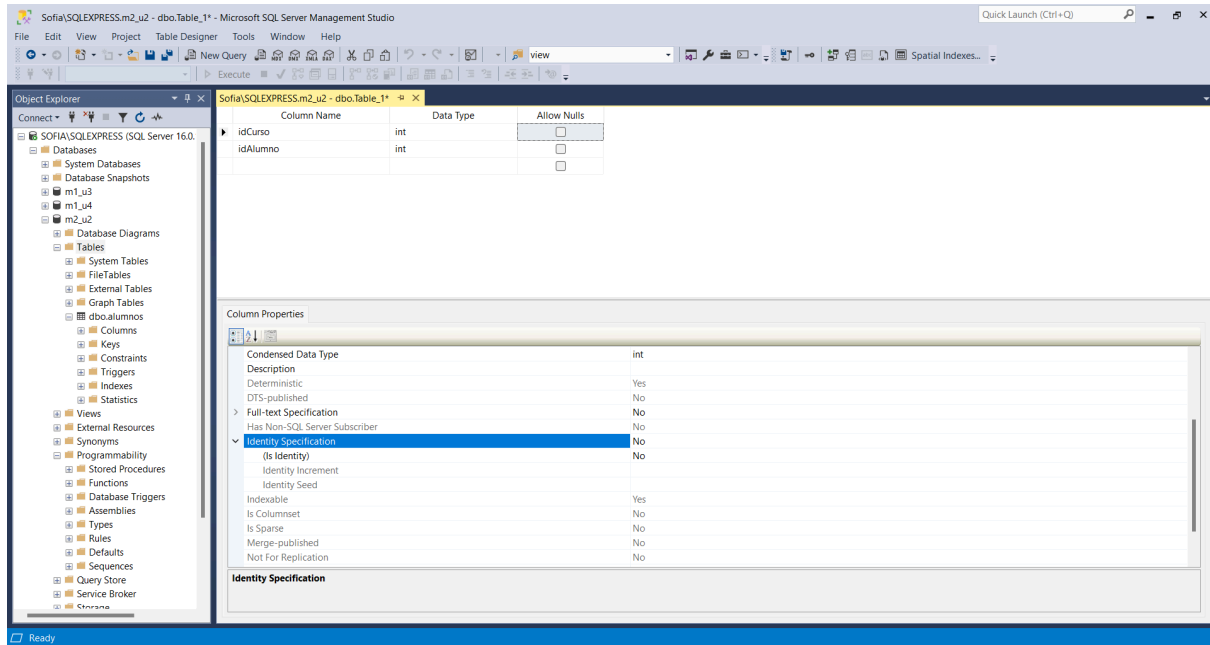 Sofia\SQLEXPRESS.m2_u2 - dbo.Table_1* - Microsoft SQL Server Management Studio
Quick Launch (Ctrl+Q)
File Edit View Project Table Designer Tools Window Help
New Query MDX DMX XMLA DAX view Spatial Indexes...
Execute
Object Explorer
Connect
SOFIA\SQLEXPRESS (SQL Server 16.0.
Databases
System Databases
Database Snapshots
m1_u3
m1_u4
m2_u2
Database Diagrams
Tables
System Tables
FileTables
External Tables
Graph Tables
dbo.alumnos
Columns
Keys
Constraints
Triggers
Indexes
Statistics
Views
External Resources
Synonyms
Programmability
Stored Procedures
Functions
Database Triggers
Assemblies
Types
Rules
Defaults
Sequences
Query Store
Service Broker
Storage
Sofia\SQLEXPRESS.m2_u2 - dbo.Table_1*
Column Name Data Type Allow Nulls
idCurso int
idAlumno int
Column Properties
Condensed Data Type int
Description
Deterministic Yes
DTS-published No
Full-text Specification No
Has Non-SQL Server Subscriber No
Identity Specification No
(Is Identity) No
Identity Increment
Identity Seed
Indexable Yes
Is Columnset No
Is Sparse No
Merge-published No
Not For Replication No
Identity Specification
Ready